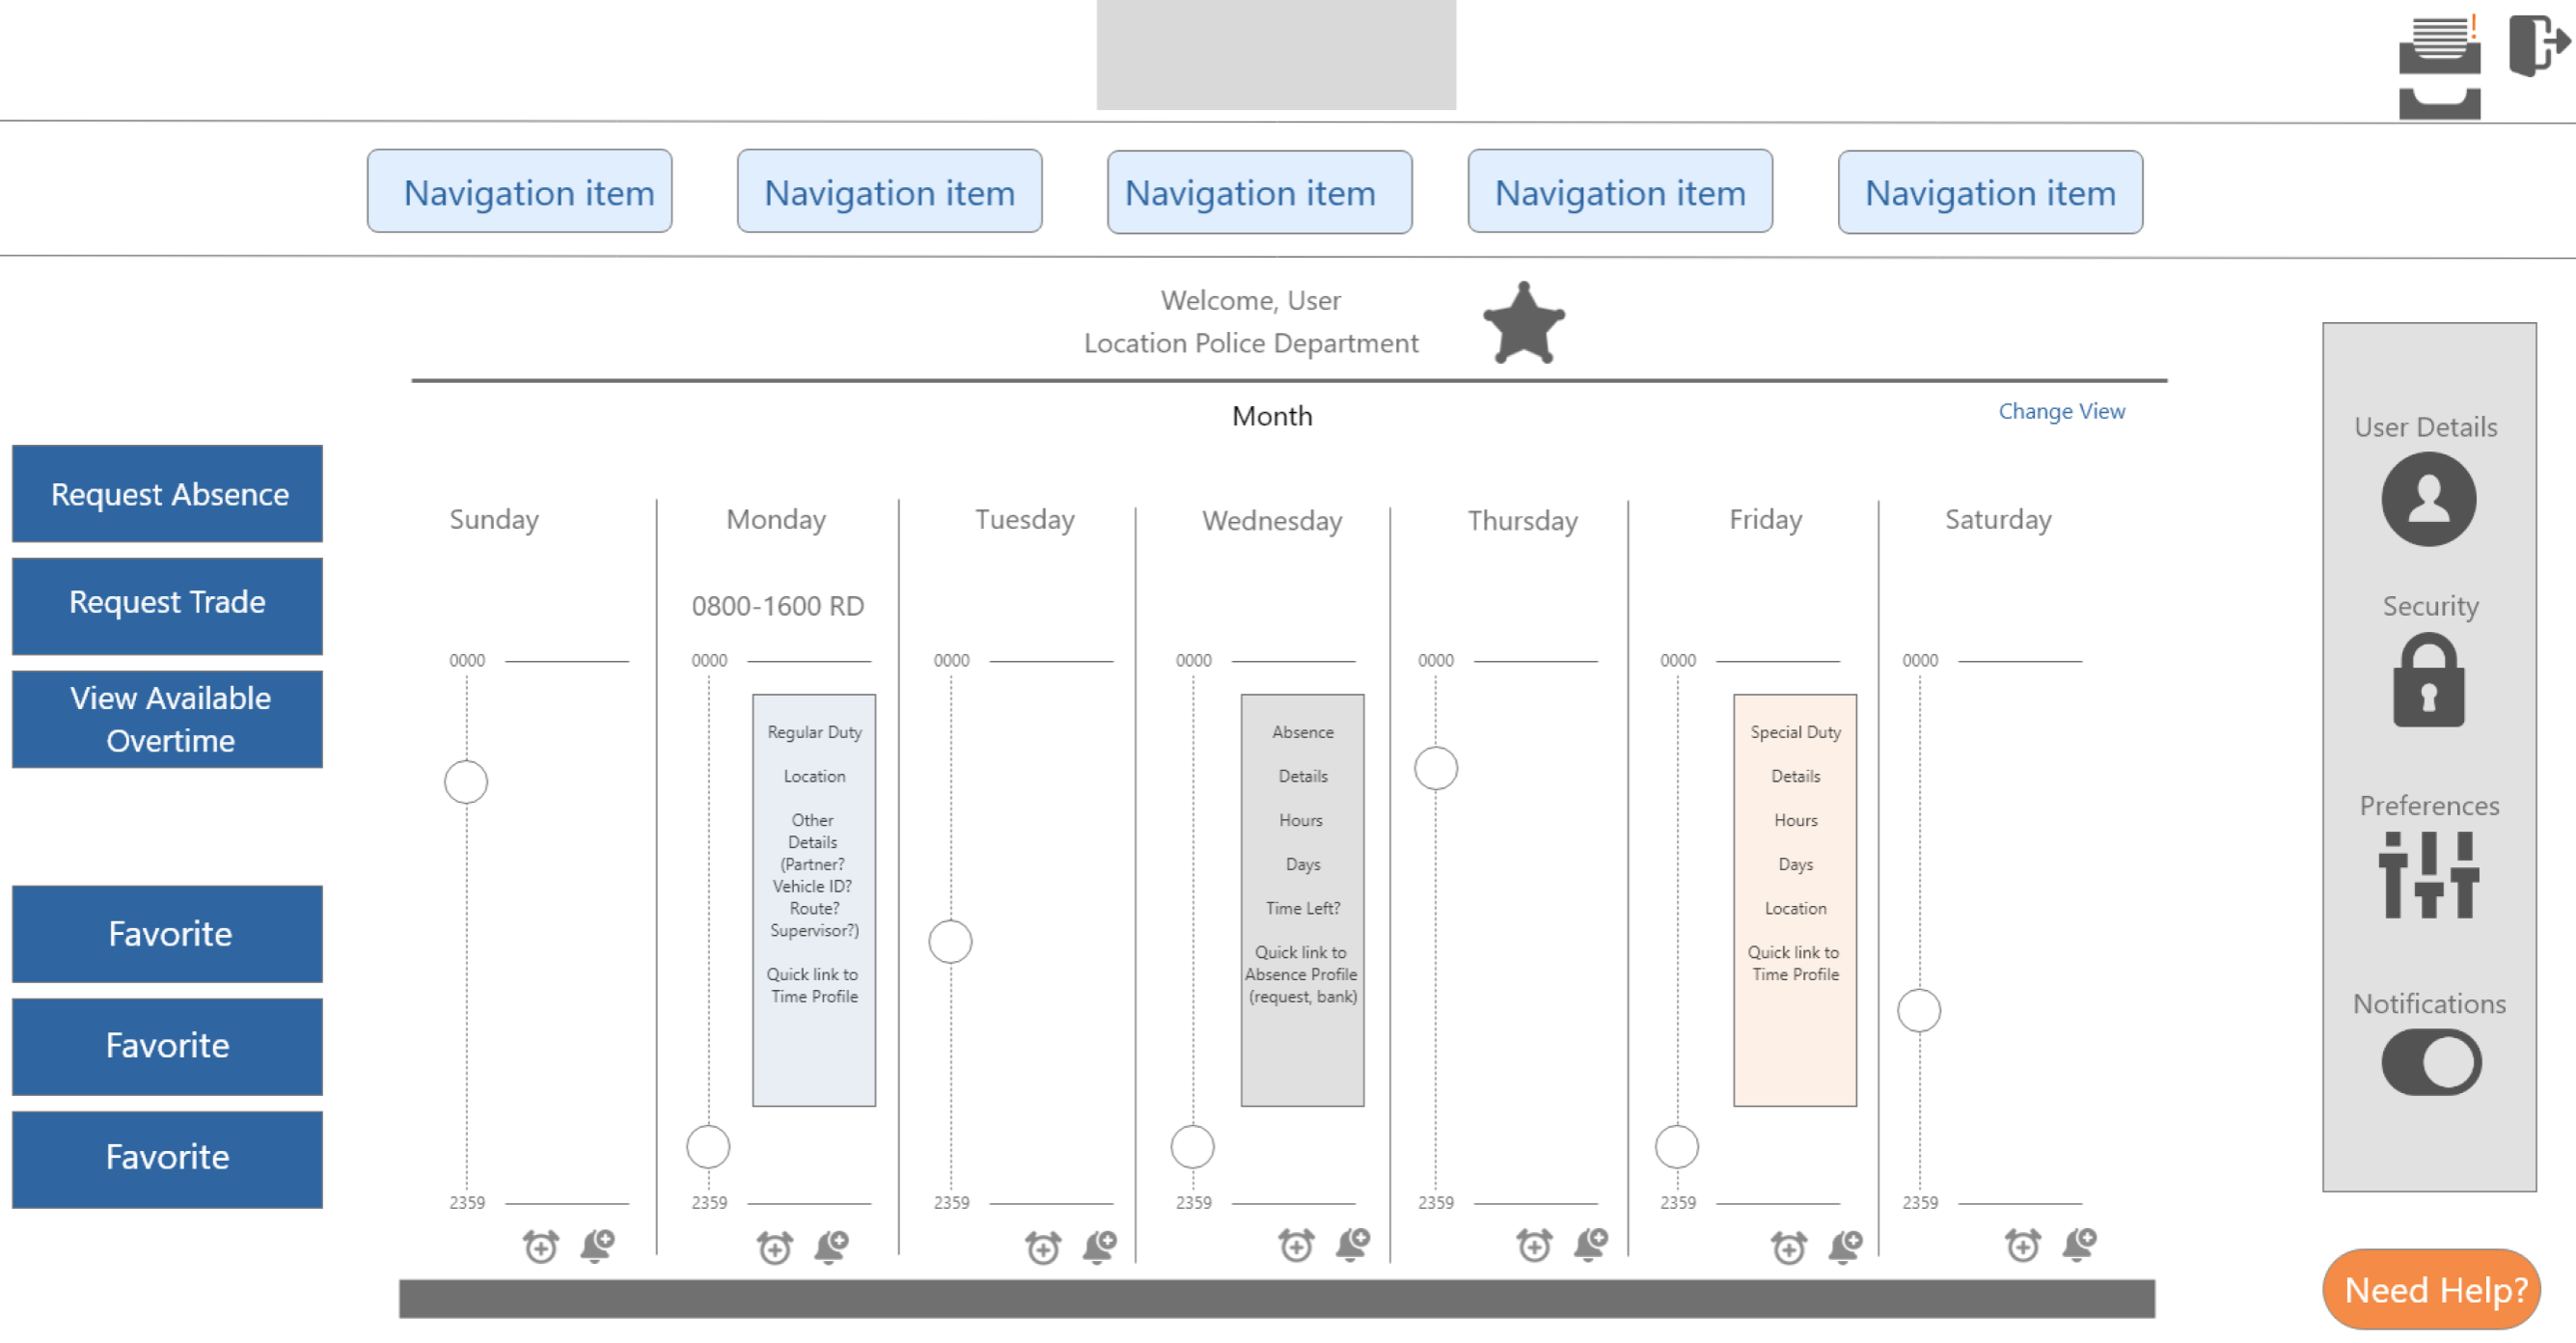 Navigation item
Navigation item
Navigation item
Navigation item
Navigation item
Welcome, User
Location Police Department
Month
Change View
Request Absence
Request Trade
View Available
Overtime
Favorite
Favorite
Favorite
Sunday
Monday
Tuesday
Wednesday
Thursday
Friday
Saturday
0800-1600 RD
0000
0000
0000
0000
0000
0000
0000
Regular Duty
Location
Other
Details
(Partner?
Vehicle ID?
Route?
Supervisor?)
Quick link to
Time Profile
Absence
Details
Hours
Days
Time Left?
Quick link to
Absence Profile
(request, bank)
Special Duty
Details
Hours
Days
Location
Quick link to
Time Profile
2359
2359
2359
2359
2359
2359
2359
User Details
Security
Preferences
Notifications
Need Help?